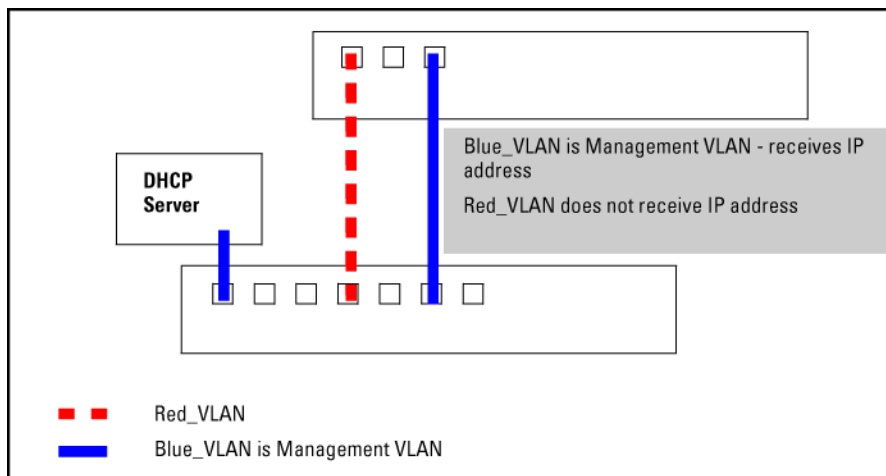 Blue_VLAN is Management VLAN - receives IP
address
Red_VLAN does not receive IP address
DHCP
Server
Red_VLAN
Blue_VLAN is Management VLAN